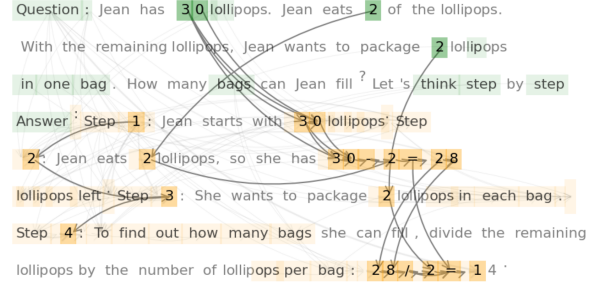 Question: Jean has 30 lollipops. Jean eats 2 of the lollipops.
With the remaining lollipops, Jean wants to package 2 lollipops
in one bag. How many bags can Jean fill? Let's think step by step
Answer: Step 1: Jean starts with 30 lollipops. Step
2: Jean eats 2 lollipops, so she has 30 - 2 = 28
lollipops left. Step 3: She wants to package 2 lollipops in each bag.
Step 4: To find out how many bags she can fill, divide the remaining
lollipops by the number of lollipops per bag: 28 / 2 = 14.